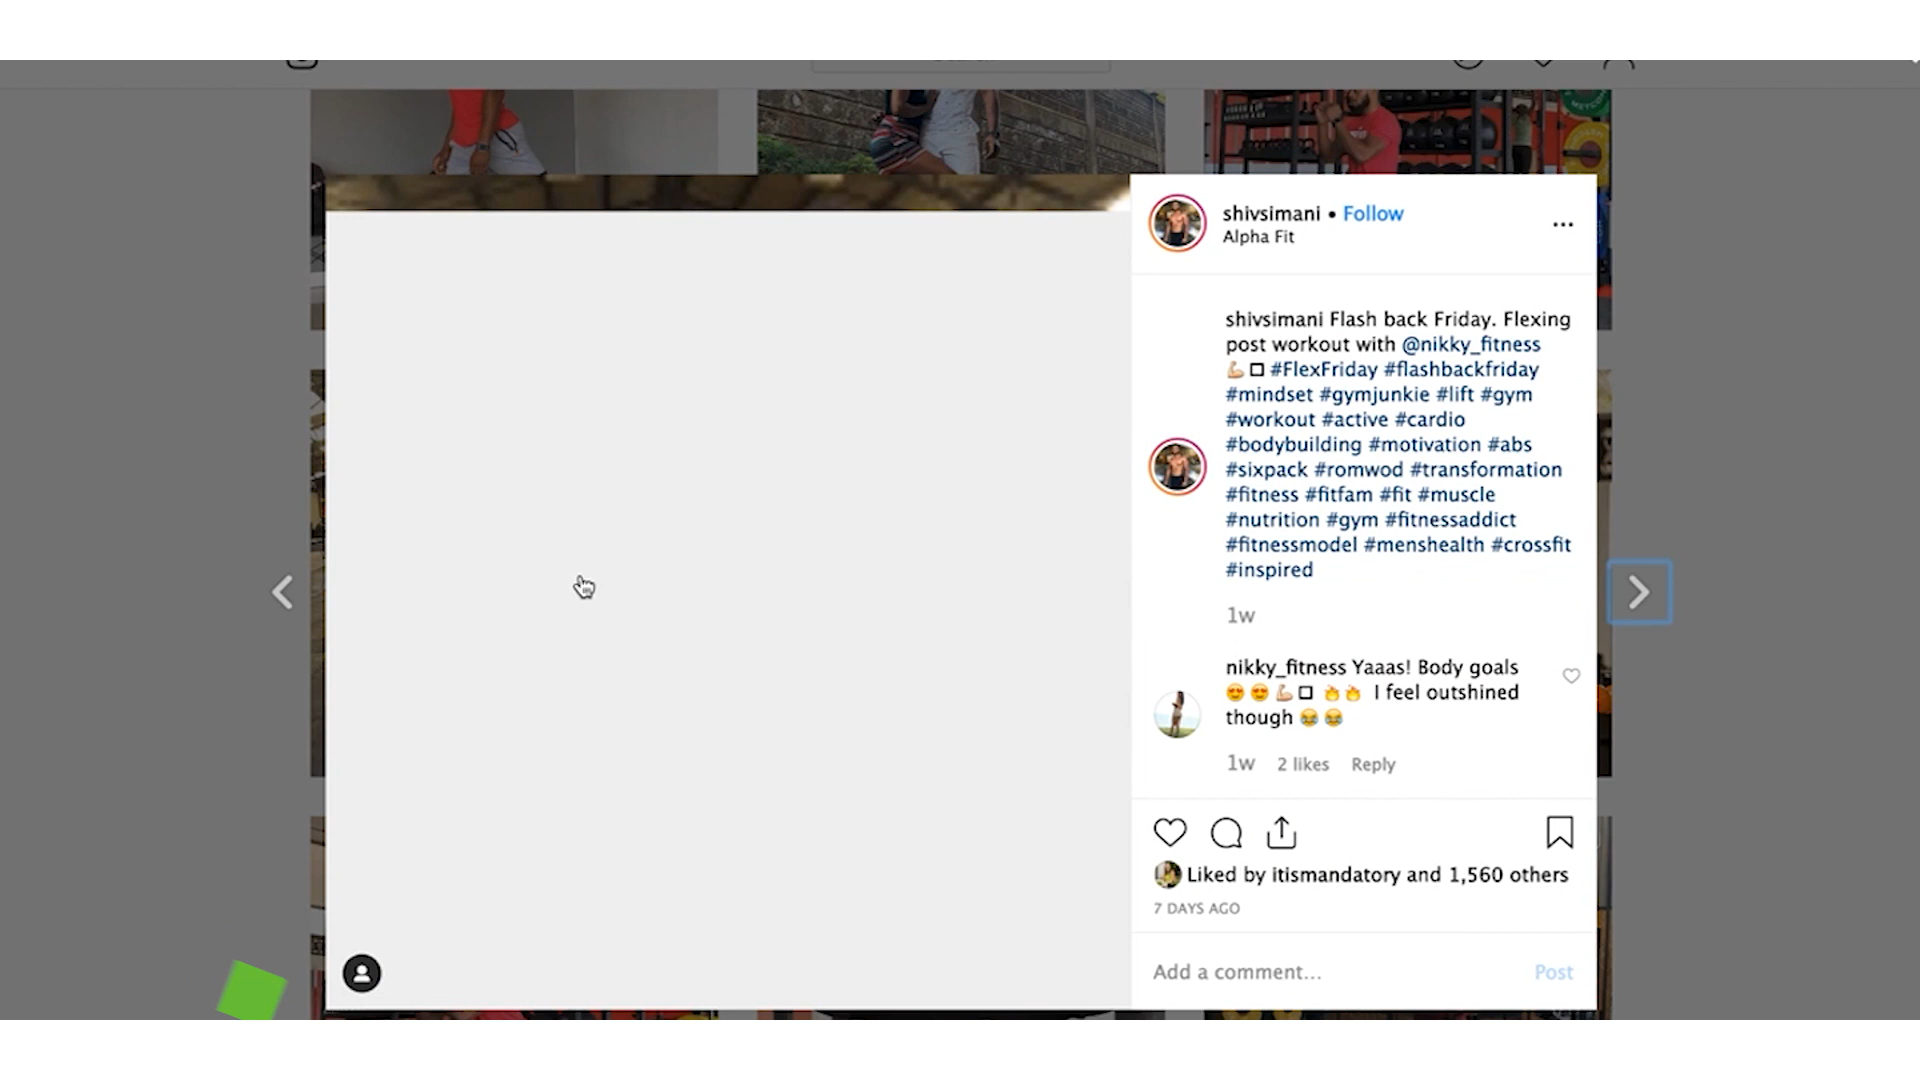 shivsimani • Follow
Alpha Fit
shivsimani Flash back Friday. Flexing
post workout with @nikky_fitness
💪🏼□ #FlexFriday #flashbackfriday
#mindset #gymjunkie #lift #gym
#workout #active #cardio
#bodybuilding #motivation #abs
#sixpack #romwod #transformation
#fitness #fitfam #fit #muscle
#nutrition #gym #fitnessaddict
#fitnessmodel #menshealth #crossfit
#inspired
1w
nikky_fitness Yaaas! Body goals
😍😍💪🏼□ 🔥🔥 I feel outshined
though 😂😂
1w 2 likes Reply
Liked by itismandatory and 1,560 others
7 DAYS AGO
Add a comment... Post